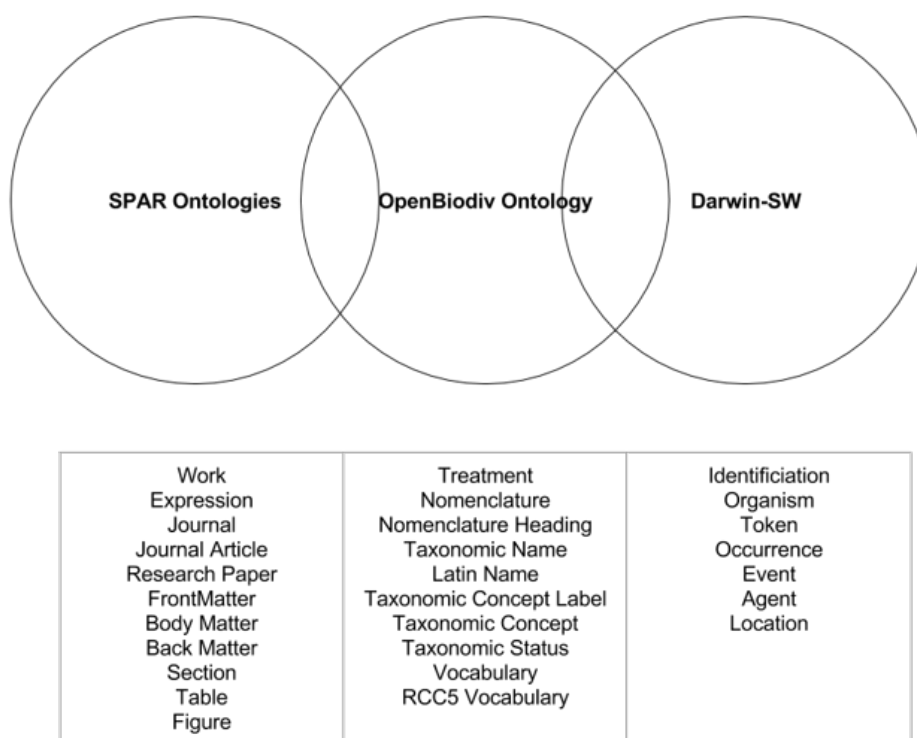 SPAR Ontologies
OpenBiodiv Ontology
Darwin-SW
Work
Expression
Journal
Journal Article
Research Paper
FrontMatter
Body Matter
Back Matter
Section
Table
Figure
Treatment
Nomenclature
Nomenclature Heading
Taxonomic Name
Latin Name
Taxonomic Concept Label
Taxonomic Concept
Taxonomic Status
Vocabulary
RCC5 Vocabulary
Identificiation
Organism
Token
Occurrence
Event
Agent
Location